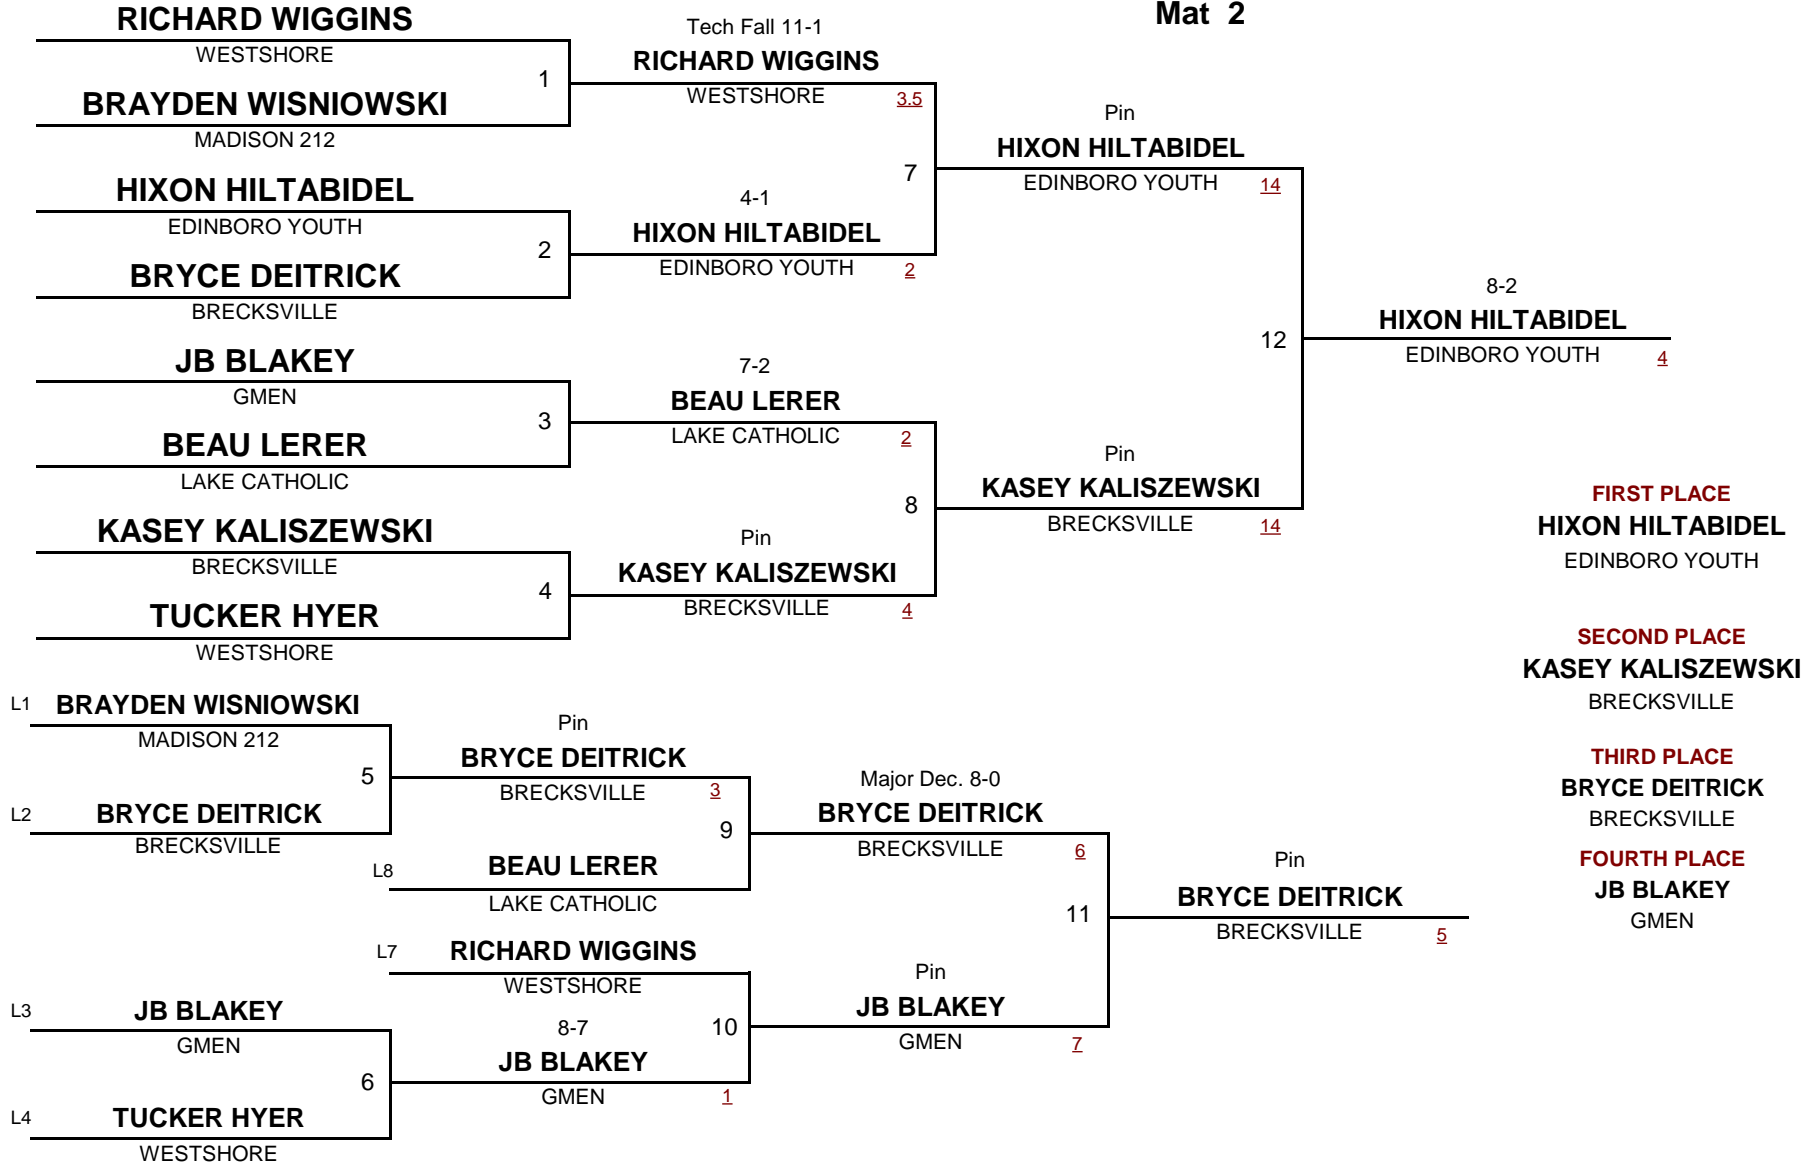 Mat 2
RICHARD WIGGINS
WESTSHORE
1
BRAYDEN WISNIOWSKI
MADISON 212
HIXON HILTABIDEL
EDINBORO YOUTH
2
BRYCE DEITRICK
BRECKSVILLE
JB BLAKEY
GMEN
3
BEAU LERER
LAKE CATHOLIC
KASEY KALISZEWSKI
BRECKSVILLE
4
TUCKER HYER
WESTSHORE
Tech Fall 11-1
RICHARD WIGGINS
WESTSHORE 3.5
7
4-1
HIXON HILTABIDEL
EDINBORO YOUTH 2
7-2
BEAU LERER
LAKE CATHOLIC 2
8
Pin
KASEY KALISZEWSKI
BRECKSVILLE 4
Pin
HIXON HILTABIDEL
EDINBORO YOUTH 14
12
Pin
KASEY KALISZEWSKI
BRECKSVILLE 14
8-2
HIXON HILTABIDEL
EDINBORO YOUTH 4
L1 BRAYDEN WISNIOWSKI
MADISON 212
5
L2 BRYCE DEITRICK
BRECKSVILLE
L3 JB BLAKEY
GMEN
6
L4 TUCKER HYER
WESTSHORE
Pin
BRYCE DEITRICK
BRECKSVILLE 3
9
L8 BEAU LERER
LAKE CATHOLIC
L7 RICHARD WIGGINS
WESTSHORE
8-7 10
JB BLAKEY
GMEN 1
Major Dec. 8-0
BRYCE DEITRICK
BRECKSVILLE 6
11
Pin
JB BLAKEY
GMEN 7
Pin
BRYCE DEITRICK
BRECKSVILLE 5
FIRST PLACE
HIXON HILTABIDEL
EDINBORO YOUTH
SECOND PLACE
KASEY KALISZEWSKI
BRECKSVILLE
THIRD PLACE
BRYCE DEITRICK
BRECKSVILLE
FOURTH PLACE
JB BLAKEY
GMEN